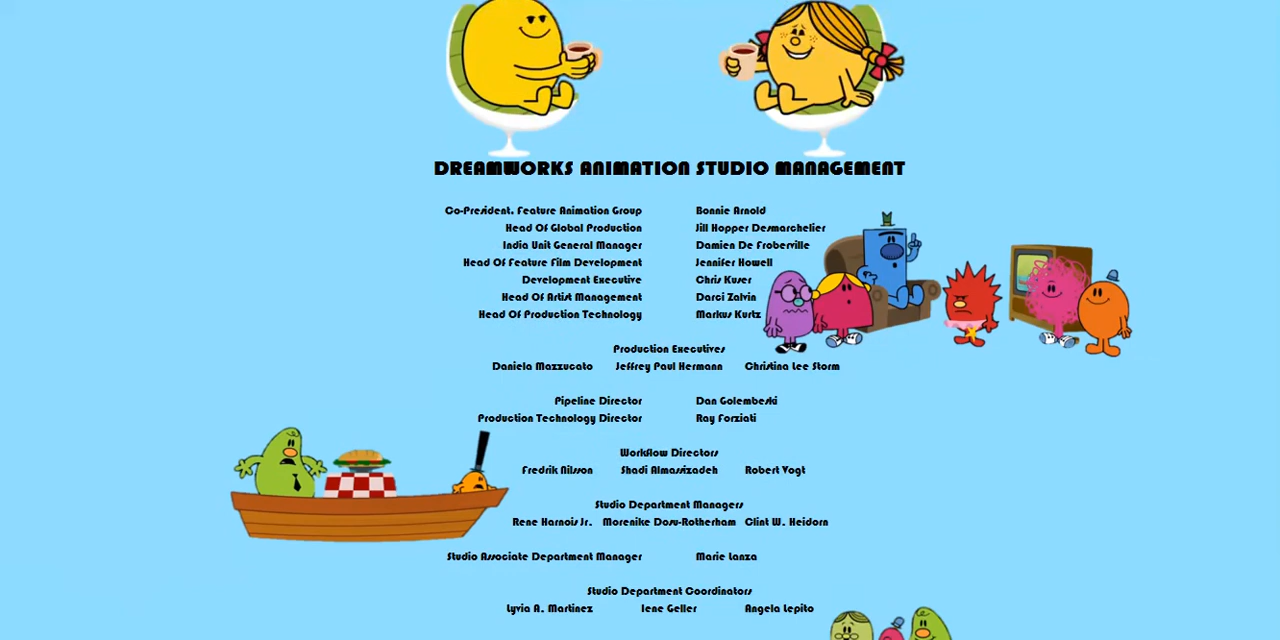 DREAMWORKS ANIMATION STUDIO MANAGEMENT
Co-President, Feature Animation Group Bonnie Arnold
Head Of Global Production Jill Hopper Desmarchelier
India Unit General Manager Damien De Froberville
Head Of Feature Film Development Jennifer Howell
Development Executive Chris Kuser
Head Of Artist Management Darci Zalvin
Head Of Production Technology Markus Kurtz
Production Executives
Daniela Mazzucato Jeffrey Paul Hermann Christina Lee Storm
Pipeline Director Dan Golembeski
Production Technology Director Ray Forziati
Workflow Directors
Fredrik Nilsson Shadi Almassizadeh Robert Vogt
Studio Department Managers
Rene Harnois Jr. Morenike Dosu-Rotherham Clint W. Heidorn
Studio Associate Department Manager Marie Lanza
Studio Department Coordinators
Lyvia A. Martinez Iene Geller Angela Lepito